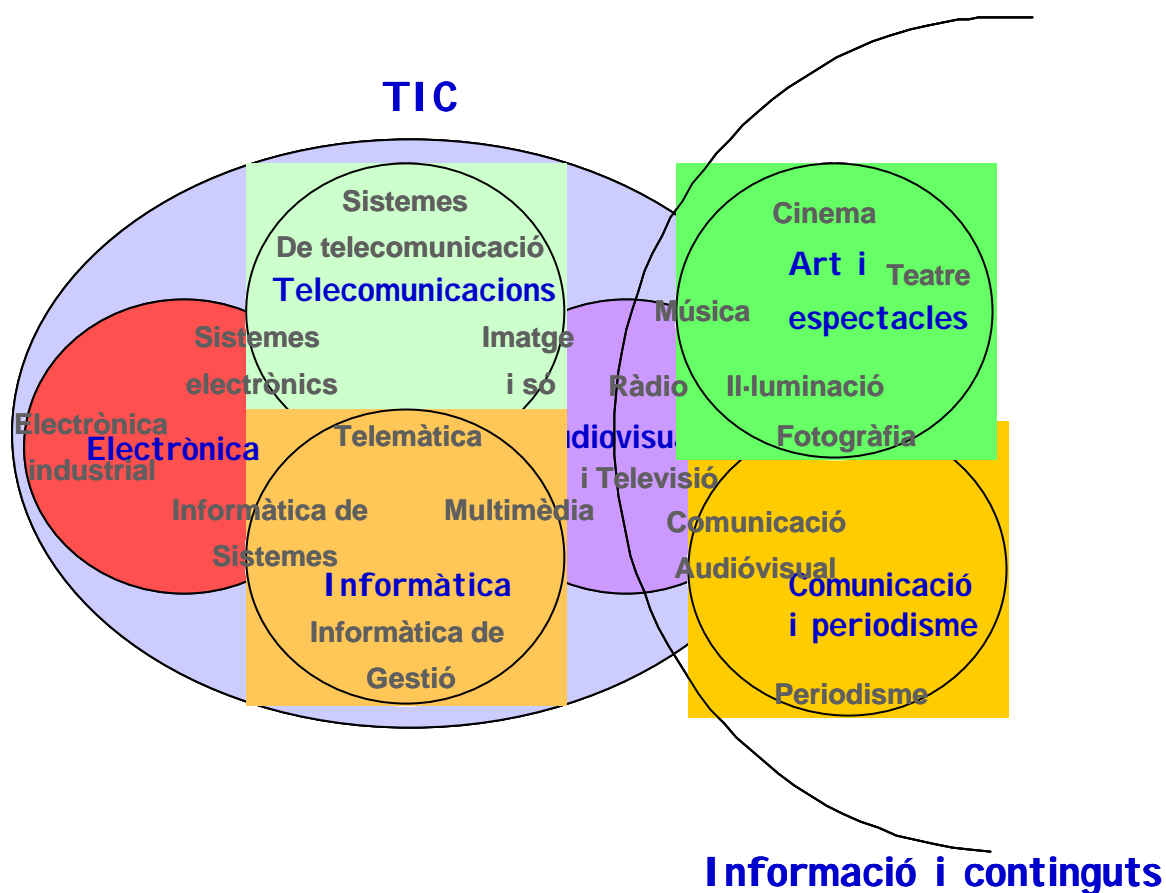 TIC
Sistemes
De telecomunicació
Telecomunicacions
Sistemes
electrònics
Imatge
i só
Cinema
Art i
espectacles
Teatre
Música
Ràdio
Il·luminació
Fotogràfia
Electrònica
industrial
Electrònica
Telemàtica
udiovisua
i Televisió
Informàtica de
Sistemes
Multimèdia
Comunicació
Audióvisual
Informàtica
Comunicació
i periodisme
Informàtica de
Gestió
Periodisme
Informació i continguts